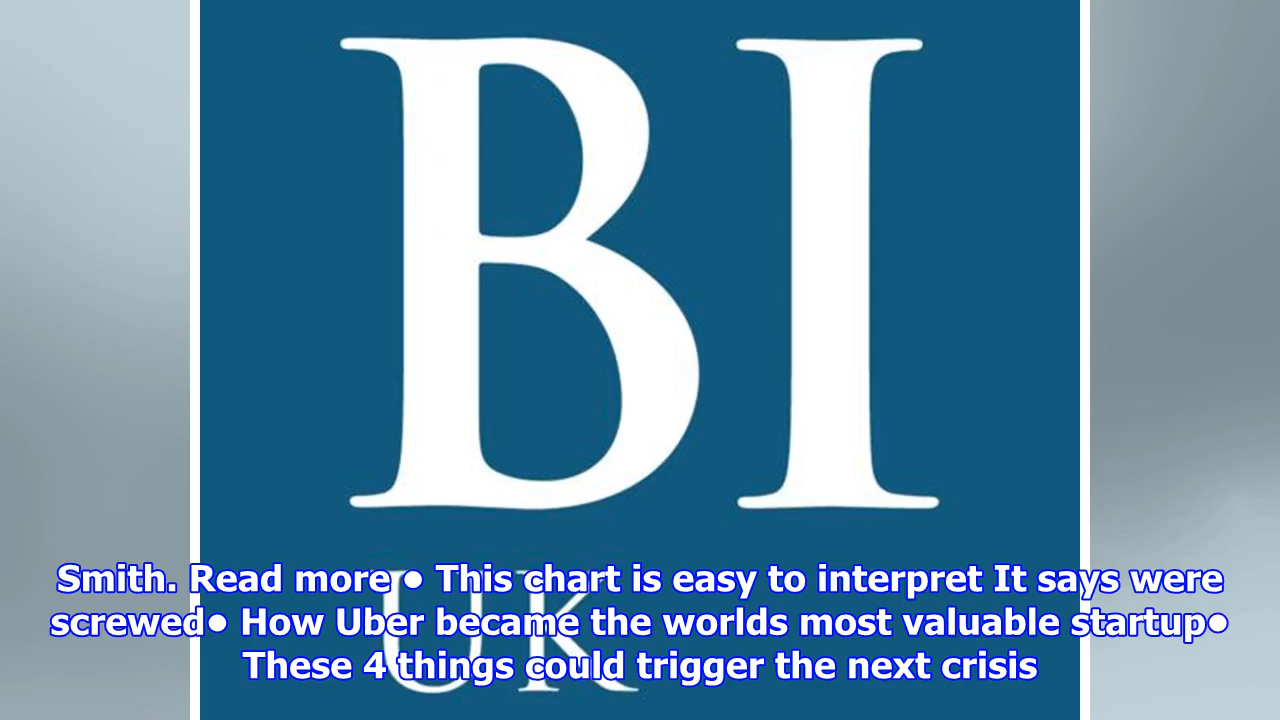 BI
UK
Smith. Read more • This chart is easy to interpret It says were
screwed• How Uber became the worlds most valuable startup•
These 4 things could trigger the next crisis